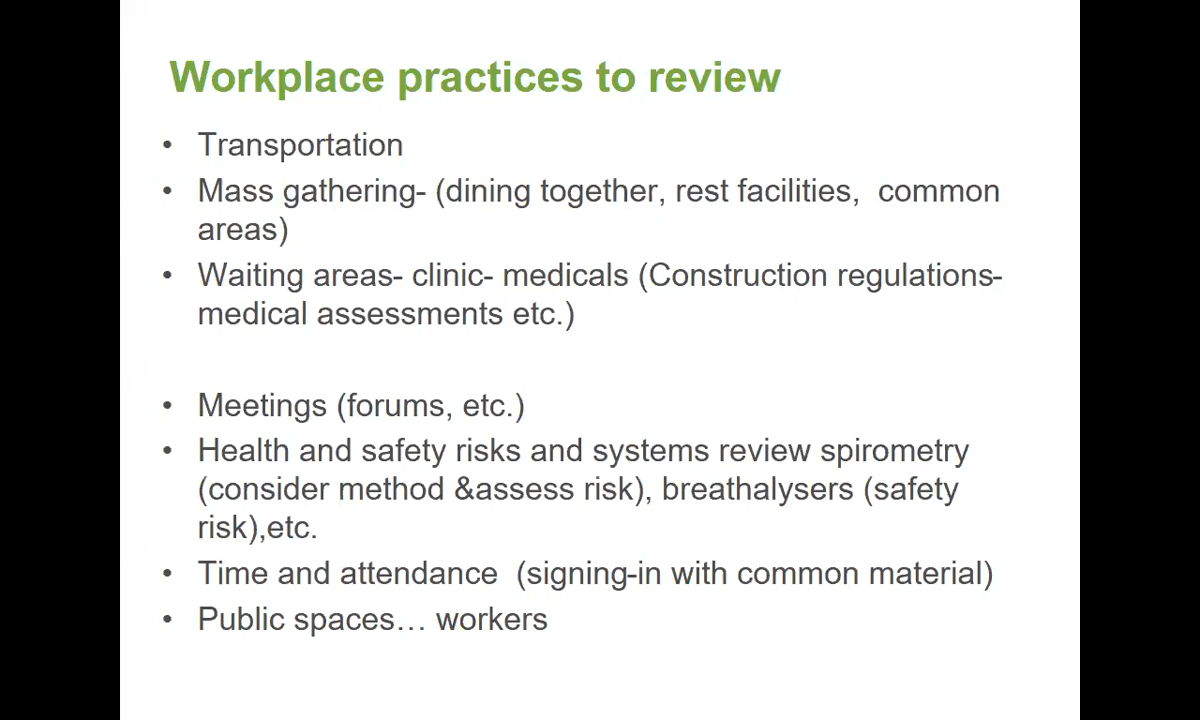 Workplace practices to review
• Transportation
• Mass gathering- (dining together, rest facilities,  common
areas)
• Waiting areas- clinic- medicals (Construction regulations-
medical assessments etc.)
• Meetings (forums, etc.)
• Health and safety risks and systems review spirometry
(consider method &assess risk), breathalysers (safety
risk),etc.
• Time and attendance  (signing-in with common material)
• Public spaces… workers